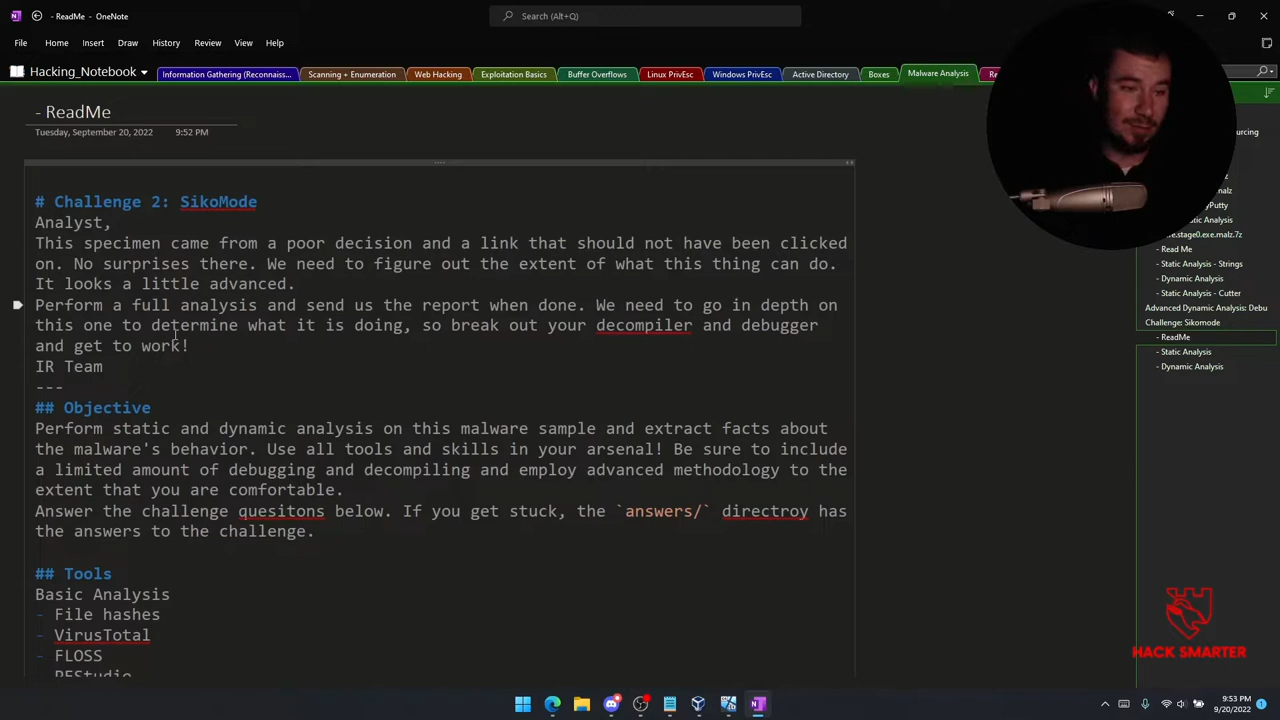 - ReadMe - OneNote
Search (Alt+Q)
File Home Insert Draw History Review View Help
Hacking_Notebook
Information Gathering (Reconnaiss...
Scanning + Enumeration
Web Hacking
Exploitation Basics
Buffer Overflows
Linux PrivEsc
Windows PrivEsc
Active Directory
Boxes
Malware Analysis
- ReadMe
Tuesday, September 20, 2022 9:52 PM
# Challenge 2: SikoMode
Analyst,
This specimen came from a poor decision and a link that should not have been clicked
on. No surprises there. We need to figure out the extent of what this thing can do.
It looks a little advanced.
Perform a full analysis and send us the report when done. We need to go in depth on
this one to determine what it is doing, so break out your decompiler and debugger
and get to work!
IR Team
---
## Objective
Perform static and dynamic analysis on this malware sample and extract facts about
the malware's behavior. Use all tools and skills in your arsenal! Be sure to include
a limited amount of debugging and decompiling and employ advanced methodology to the
extent that you are comfortable.
Answer the challenge quesitons below. If you get stuck, the `answers/` directroy has
the answers to the challenge.
## Tools
Basic Analysis
- File hashes
- VirusTotal
- FLOSS
- PEStudio
- Read Me
- Static Analysis - Strings
- Dynamic Analysis
- Static Analysis - Cutter
Advanced Dynamic Analysis: Debu
Challenge: Sikomode
- ReadMe
- Static Analysis
- Dynamic Analysis
HACK SMARTER
9:53 PM
9/20/2022